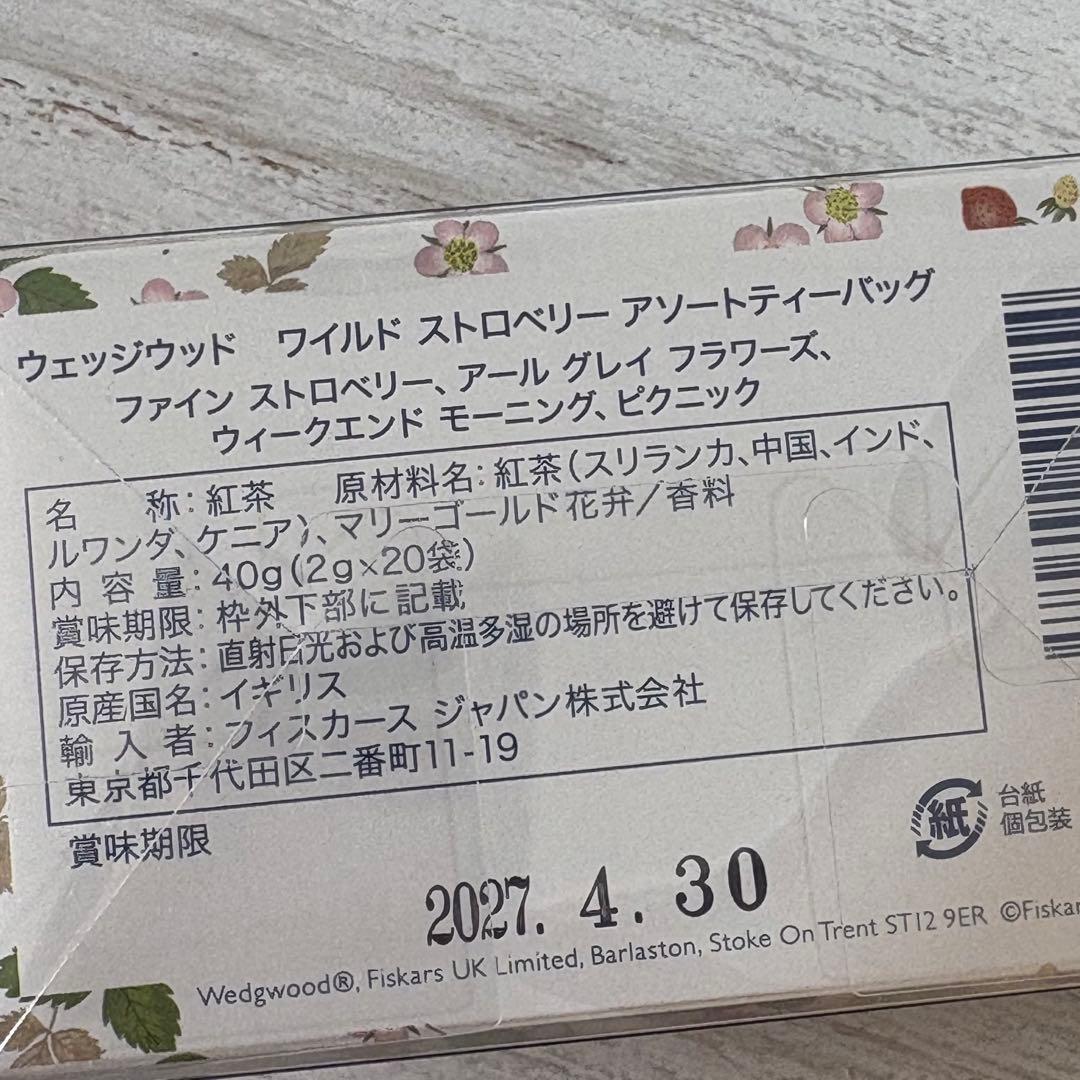 ウェッジウッド　ワイルド ストロベリー アソートティーバッグ
ファイン ストロベリー、アール グレイ フラワーズ、
ウィークエンド モーニング、ピクニック
名　　称：紅茶　　原材料名：紅茶（スリランカ、中国、インド、
ルワンダ、ケニア）、マリーゴールド花弁／香料
内 容 量：40g（2g×20袋）
賞味期限：枠外下部に記載
保存方法：直射日光および高温多湿の場所を避けて保存してください。
原産国名：イギリス
輸 入 者：フィスカース ジャパン株式会社
東京都千代田区二番町11-19
紙
台紙
個包装
賞味期限
2027. 4. 30
Wedgwood®, Fiskars UK Limited, Barlaston, Stoke On Trent ST12 9ER ©Fiskar